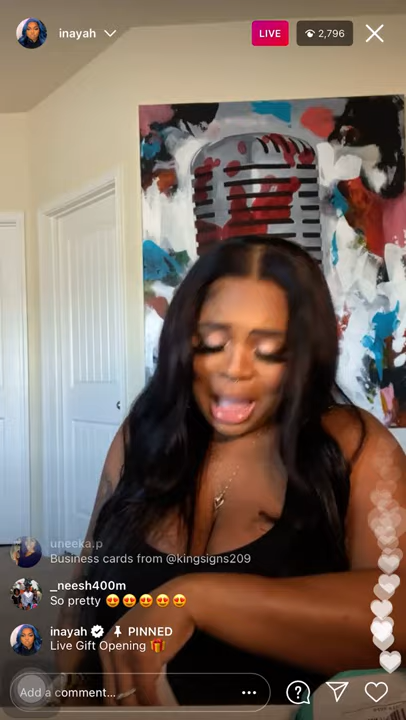 inayah
LIVE
2,796
uneeka.p
Business cards from @kingsigns209
_neesh400m
So pretty 😍😍😍😍😍
inayah PINNED
Live Gift Opening 🎁
Add a comment...